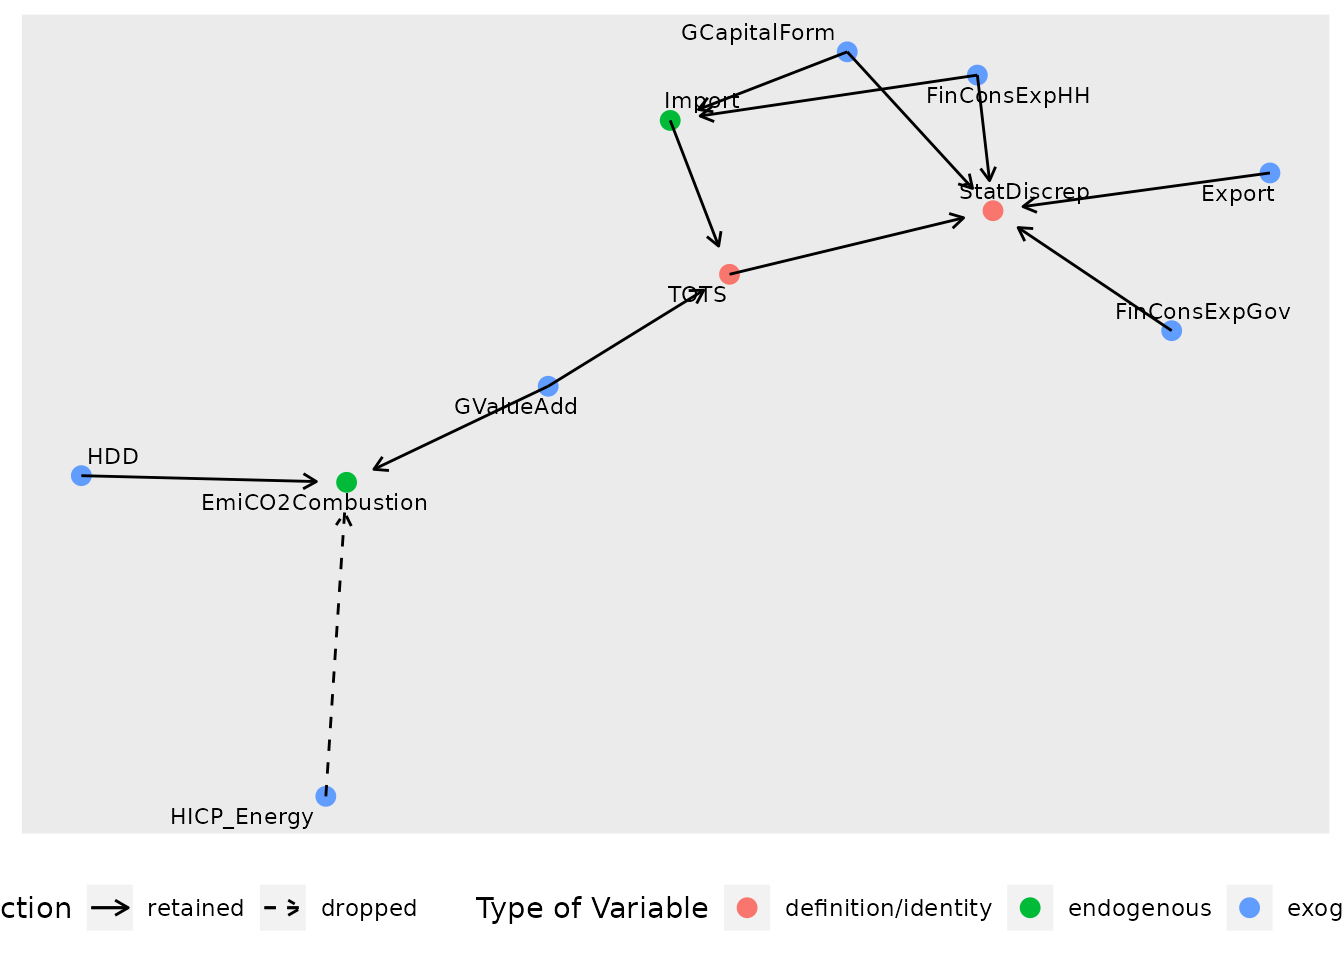 GCapitalForm
FinConsExpHH
Import
StatDiscrep
Export
TOTS
FinConsExpGov
GValueAdd
HDD
EmiCO2Combustion
HICP_Energy
ction retained dropped Type of Variable definition/identity endogenous exog